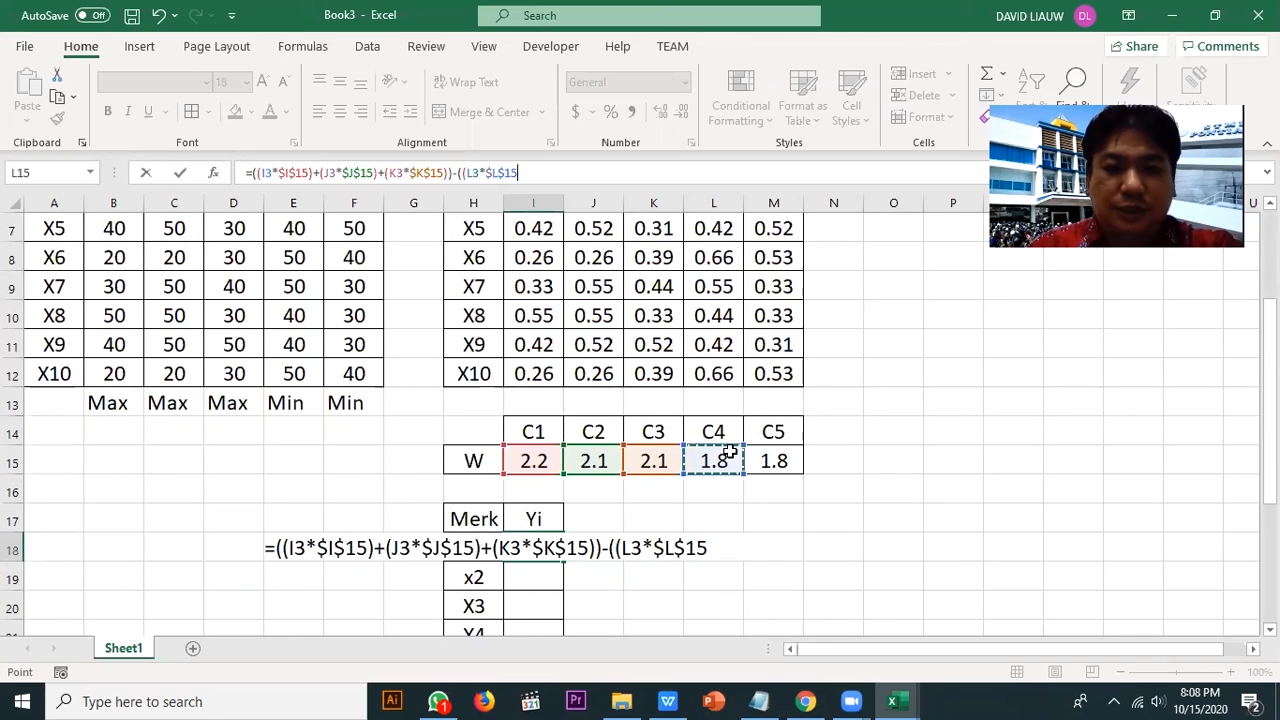 AutoSave Off Book3 - Excel Search DAVID LIAUW DL
File Home Insert Page Layout Formulas Data Review View Developer Help TEAM Share Comments
Paste 18 Wrap Text General Conditional Formatting Format as Table Cell Styles Insert Delete Format Sort & Find &
B I U Merge & Center $ %
Clipboard Font Alignment Number Styles Cells
L15 fx =((I3*$I$15)+(J3*$J$15)+(K3*$K$15))-((L3*$L$15
A B C D E F G H I J K L M N O P U
7 X5 40 50 30 40 50 X5 0.42 0.52 0.31 0.42 0.52
8 X6 20 20 30 50 40 X6 0.26 0.26 0.39 0.66 0.53
9 X7 30 50 40 50 30 X7 0.33 0.55 0.44 0.55 0.33
10 X8 50 50 30 40 30 X8 0.55 0.55 0.33 0.44 0.33
11 X9 40 50 50 40 30 X9 0.42 0.52 0.52 0.42 0.31
12 X10 20 20 30 50 40 X10 0.26 0.26 0.39 0.66 0.53
13 Max Max Max Min Min
14 C1 C2 C3 C4 C5
15 W 2.2 2.1 2.1 1.8 1.8
16
17 Merk Yi
18 =((I3*$I$15)+(J3*$J$15)+(K3*$K$15))-((L3*$L$15
19 x2
20 X3
X4
Sheet1
Point 100%
Type here to search 1 321 Ai Pr 8:08 PM
10/15/2020 2